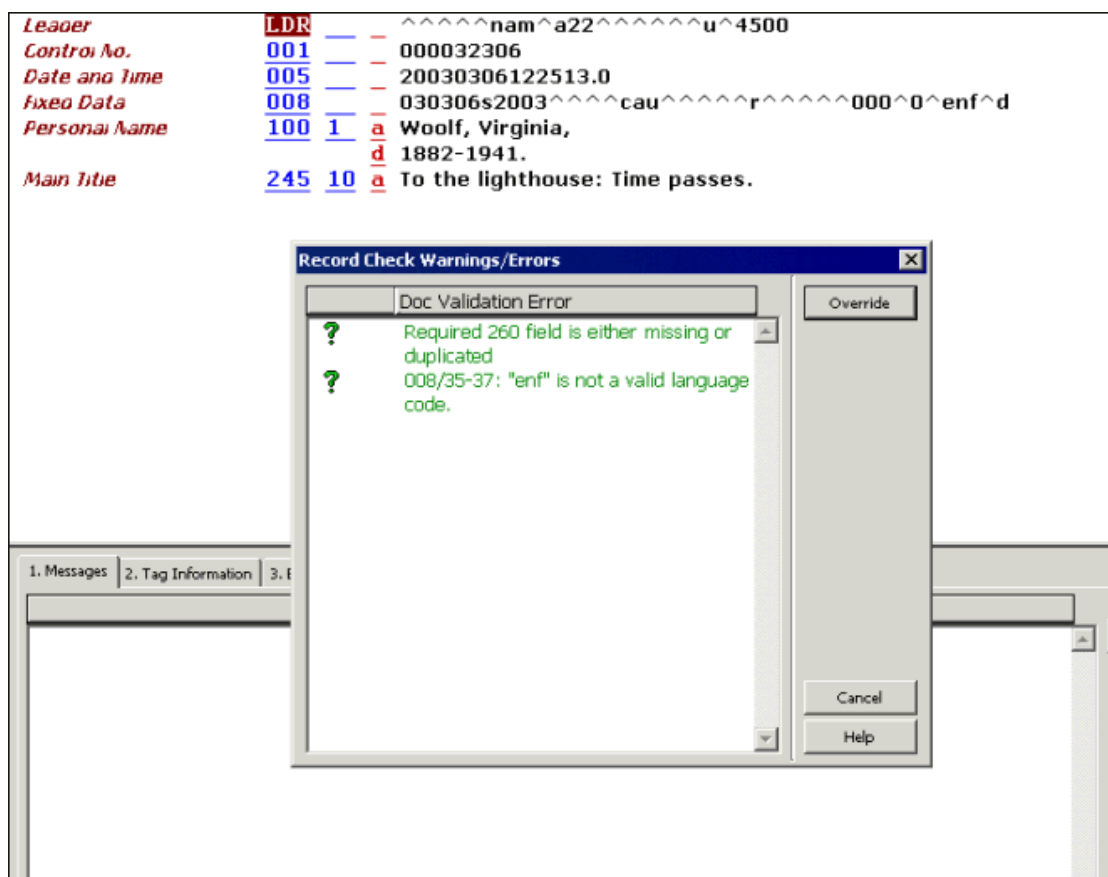 Leader LDR ^^^^^nam^a22^^^^^^u^4500
Control No. 001 000032306
Date and Time 005 20030306122513.0
Fixed Data 008 030306s2003^^^^cau^^^^^r^^^^^000^0^enf^d
Personal Name 100 1 a Woolf, Virginia,
d 1882-1941.
Main Title 245 10 a To the lighthouse: Time passes.
Record Check Warnings/Errors
Doc Validation Error
Override
? Required 260 field is either missing or
duplicated
? 008/35-37: "enf" is not a valid language
code.
1. Messages 2. Tag Information 3.
Cancel
Help